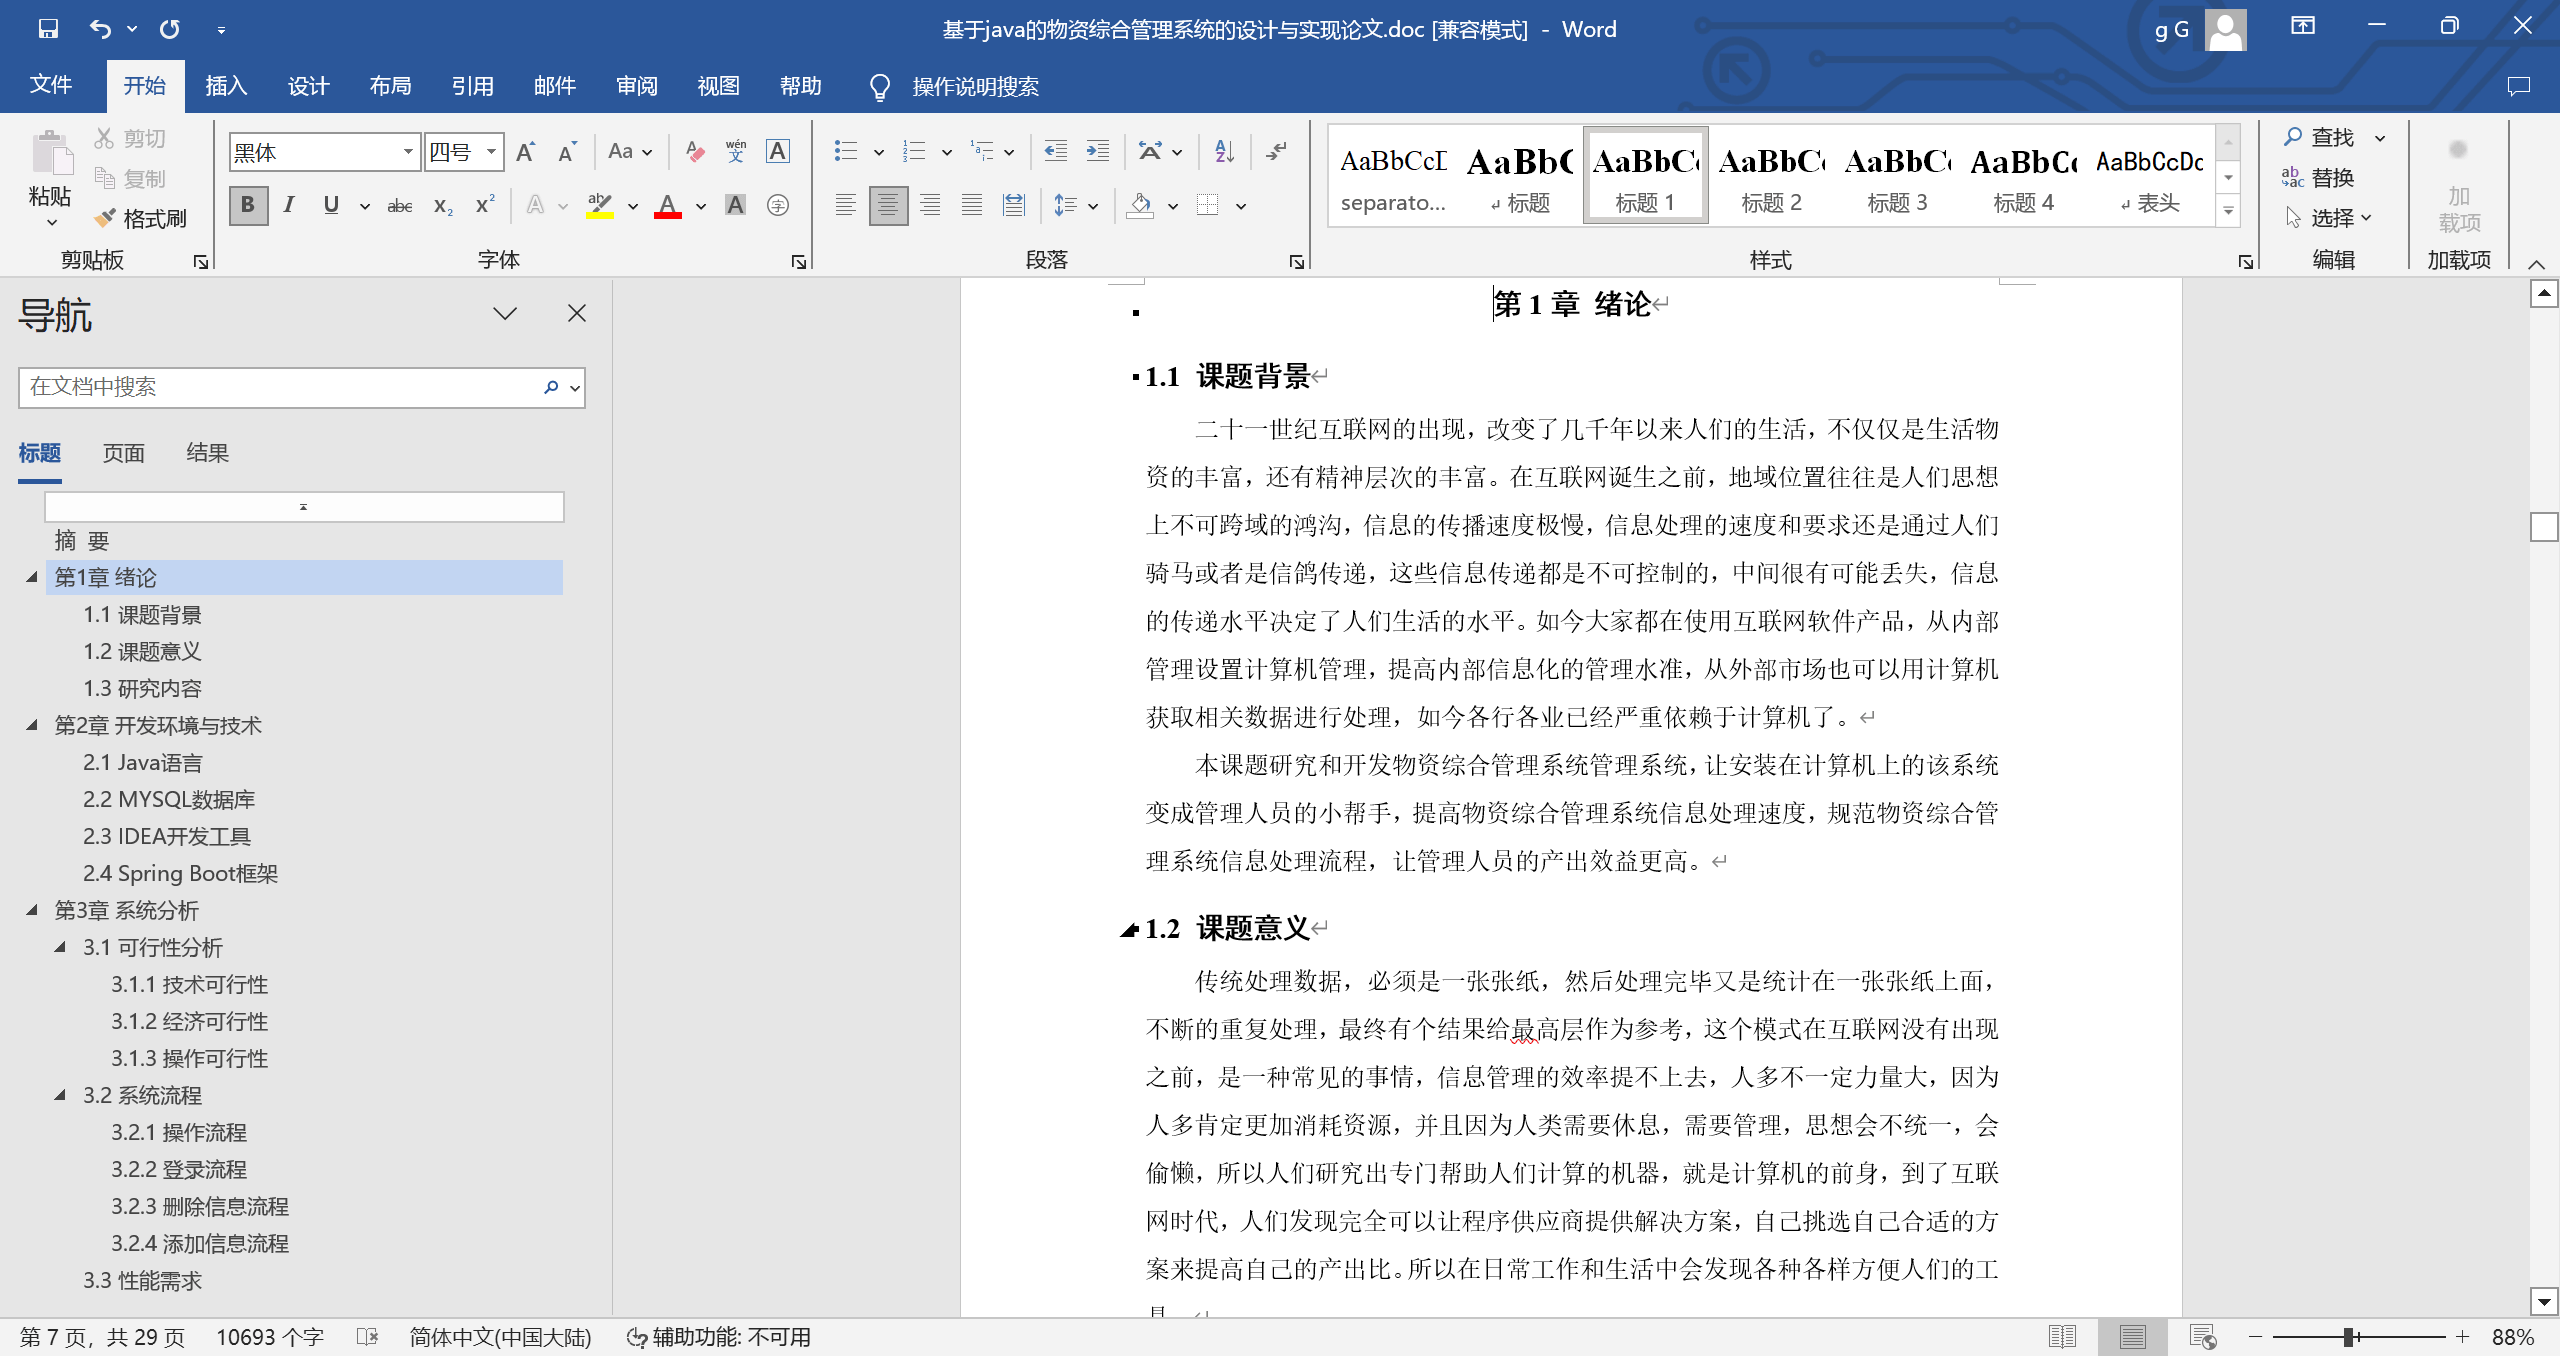 基于java的物资综合管理系统的设计与实现论文.doc [兼容模式] - Word
g G
文件 开始 插入 设计 布局 引用 邮件 审阅 视图 帮助 操作说明搜索
粘贴 剪切 复制 格式刷
剪贴板
黑体 四号
字体
段落
AaBbCcD AaBbC AaBbCc AaBbCc AaBbCc AaBbCc AaBbCcDc
separato... 标题 标题 1 标题 2 标题 3 标题 4 表头
样式
查找
替换
选择
编辑
加载项
加载项
导航
在文档中搜索
标题 页面 结果
摘 要
第1章 绪论
1.1 课题背景
1.2 课题意义
1.3 研究内容
第2章 开发环境与技术
2.1 Java语言
2.2 MYSQL数据库
2.3 IDEA开发工具
2.4 Spring Boot框架
第3章 系统分析
3.1 可行性分析
3.1.1 技术可行性
3.1.2 经济可行性
3.1.3 操作可行性
3.2 系统流程
3.2.1 操作流程
3.2.2 登录流程
3.2.3 删除信息流程
3.2.4 添加信息流程
3.3 性能需求
第 1 章 绪论
1.1 课题背景
二十一世纪互联网的出现，改变了几千年以来人们的生活，不仅仅是生活物
资的丰富，还有精神层次的丰富。在互联网诞生之前，地域位置往往是人们思想
上不可跨域的鸿沟，信息的传播速度极慢，信息处理的速度和要求还是通过人们
骑马或者是信鸽传递，这些信息传递都是不可控制的，中间很有可能丢失，信息
的传递水平决定了人们生活的水平。如今大家都在使用互联网软件产品，从内部
管理设置计算机管理，提高内部信息化的管理水准，从外部市场也可以用计算机
获取相关数据进行处理，如今各行各业已经严重依赖于计算机了。
本课题研究和开发物资综合管理系统管理系统，让安装在计算机上的该系统
变成管理人员的小帮手，提高物资综合管理系统信息处理速度，规范物资综合管
理系统信息处理流程，让管理人员的产出效益更高。
1.2 课题意义
传统处理数据，必须是一张张纸，然后处理完毕又是统计在一张张纸上面，
不断的重复处理，最终有个结果给最高层作为参考，这个模式在互联网没有出现
之前，是一种常见的事情，信息管理的效率提不上去，人多不一定力量大，因为
人多肯定更加消耗资源，并且因为人类需要休息，需要管理，思想会不统一，会
偷懒，所以人们研究出专门帮助人们计算的机器，就是计算机的前身，到了互联
网时代，人们发现完全可以让程序供应商提供解决方案，自己挑选自己合适的方
案来提高自己的产出比。所以在日常工作和生活中会发现各种各样方便人们的工
第 7 页，共 29 页 10693 个字 简体中文(中国大陆) 辅助功能: 不可用 88%